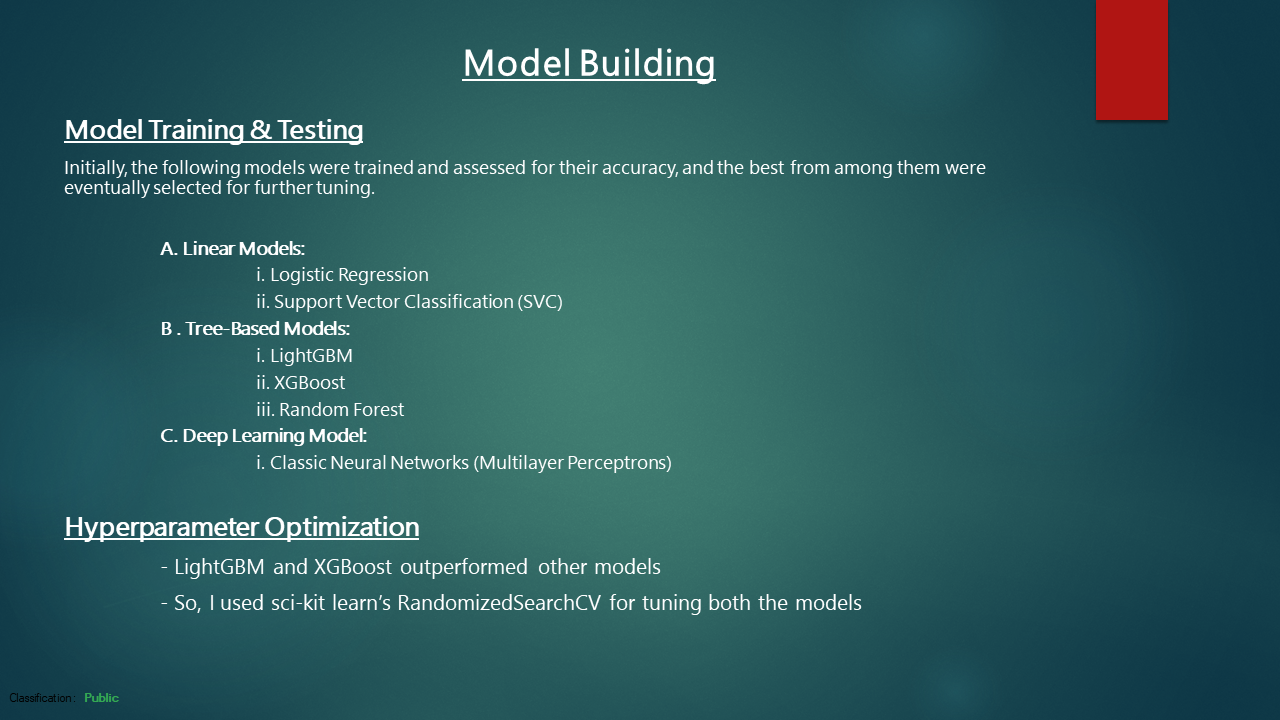 Model Building
Model Training & Testing
Initially, the following models were trained and assessed for their accuracy, and the best from among them were
eventually selected for further tuning.
A. Linear Models:
i. Logistic Regression
ii. Support Vector Classification (SVC)
B . Tree-Based Models:
i. LightGBM
ii. XGBoost
iii. Random Forest
C. Deep Learning Model:
i. Classic Neural Networks (Multilayer Perceptrons)
Hyperparameter Optimization
- LightGBM and XGBoost outperformed other models
- So, I used sci-kit learn’s RandomizedSearchCV for tuning both the models
Classification: Public